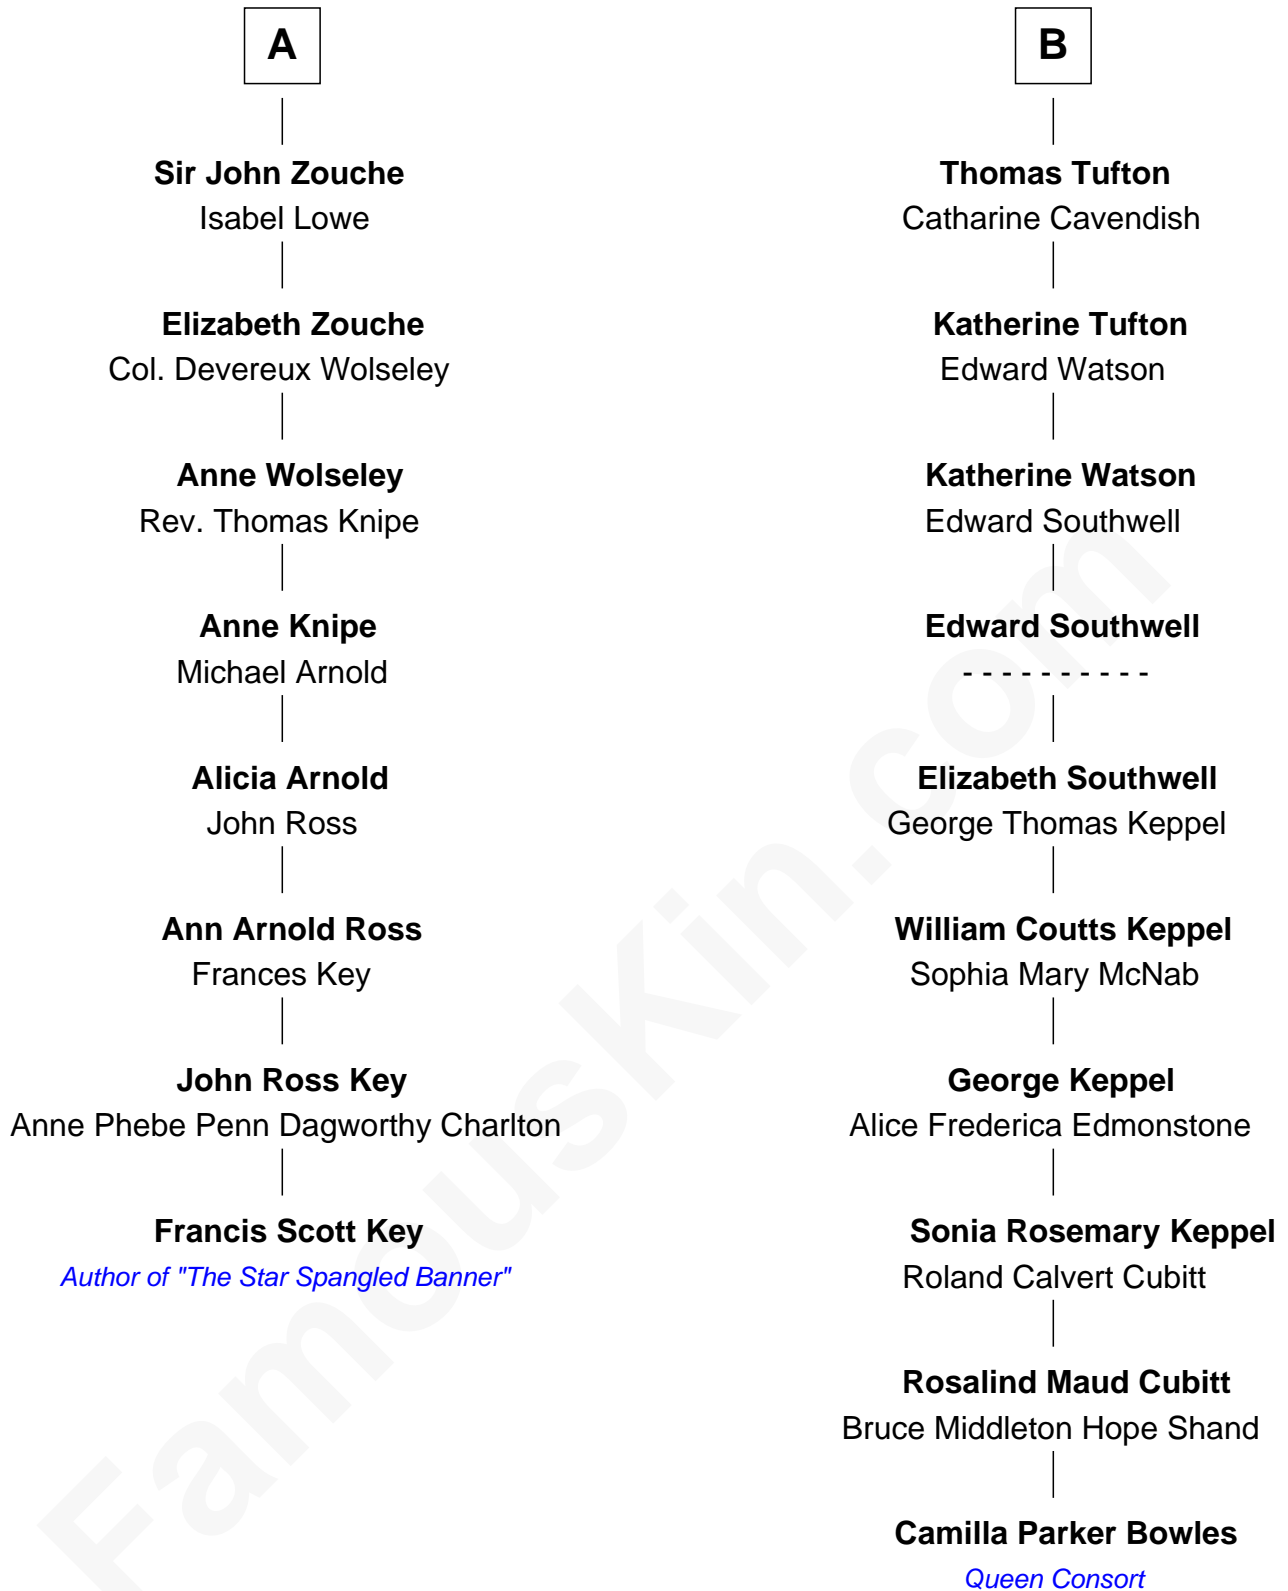 A
Sir John Zouche
Isabel Lowe
Elizabeth Zouche
Col. Devereux Wolseley
Anne Wolseley
Rev. Thomas Knipe
Anne Knipe
Michael Arnold
Alicia Arnold
John Ross
Ann Arnold Ross
Frances Key
John Ross Key
Anne Phebe Penn Dagworthy Charlton
Francis Scott Key
Author of "The Star Spangled Banner"
B
Thomas Tufton
Catharine Cavendish
Katherine Tufton
Edward Watson
Katherine Watson
Edward Southwell
Edward Southwell
- - - - - - - - - -
Elizabeth Southwell
George Thomas Keppel
William Coutts Keppel
Sophia Mary McNab
George Keppel
Alice Frederica Edmonstone
Sonia Rosemary Keppel
Roland Calvert Cubitt
Rosalind Maud Cubitt
Bruce Middleton Hope Shand
Camilla Parker Bowles
Queen Consort
FamousKin.com